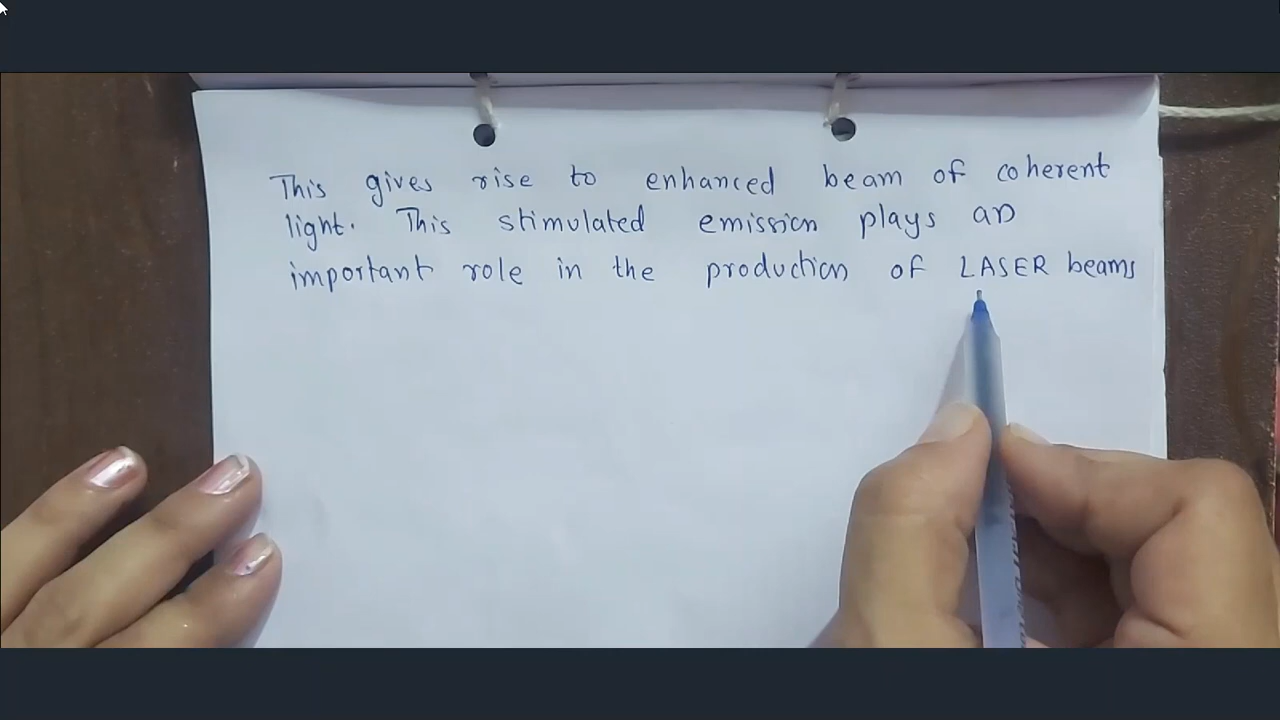 This gives rise to enhanced beam of coherent
light. This stimulated emission plays an
important role in the production of LASER beams